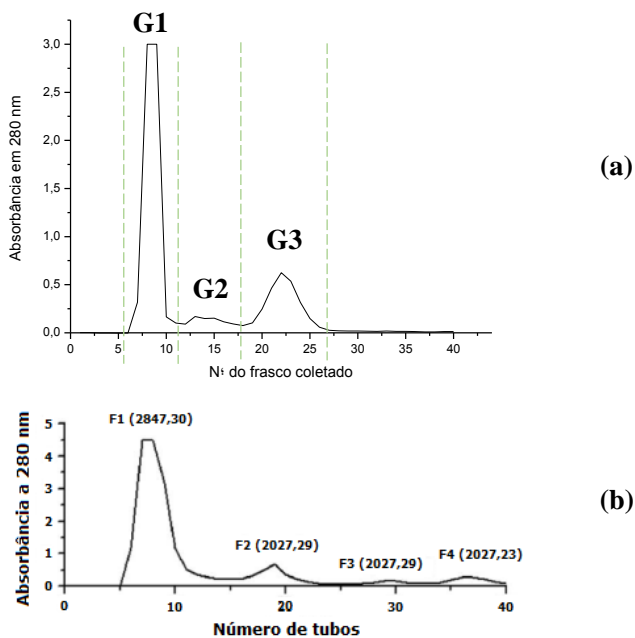 G1
G2
G3
Absorbância em 280 nm
3,0
2,5
2,0
1,5
1,0
0,5
0,0
0 5 10 15 20 25 30 35 40
do frasco coletado
(a)
F1 (2847,30)
F2 (2027,29)
F3 (2027,29)
F4 (2027,23)
Absorbância a 280 nm
5
4
3
2
1
0
0 10 20 30 40
Número de tubos
(b)